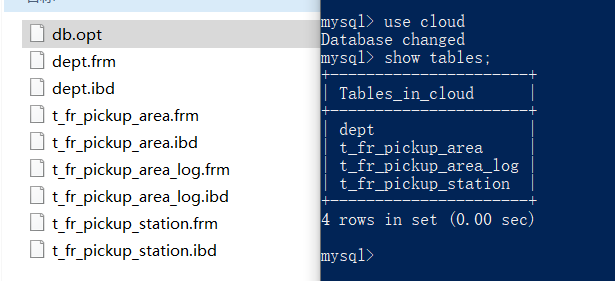 db.opt
dept.frm
dept.ibd
t_fr_pickup_area.frm
t_fr_pickup_area.ibd
t_fr_pickup_area_log.frm
t_fr_pickup_area_log.ibd
t_fr_pickup_station.frm
t_fr_pickup_station.ibd
mysql> use cloud
Database changed
mysql> show tables;
+----------------------+
| Tables_in_cloud      |
+----------------------+
| dept                 |
| t_fr_pickup_area     |
| t_fr_pickup_area_log |
| t_fr_pickup_station  |
+----------------------+
4 rows in set (0.00 sec)
mysql>